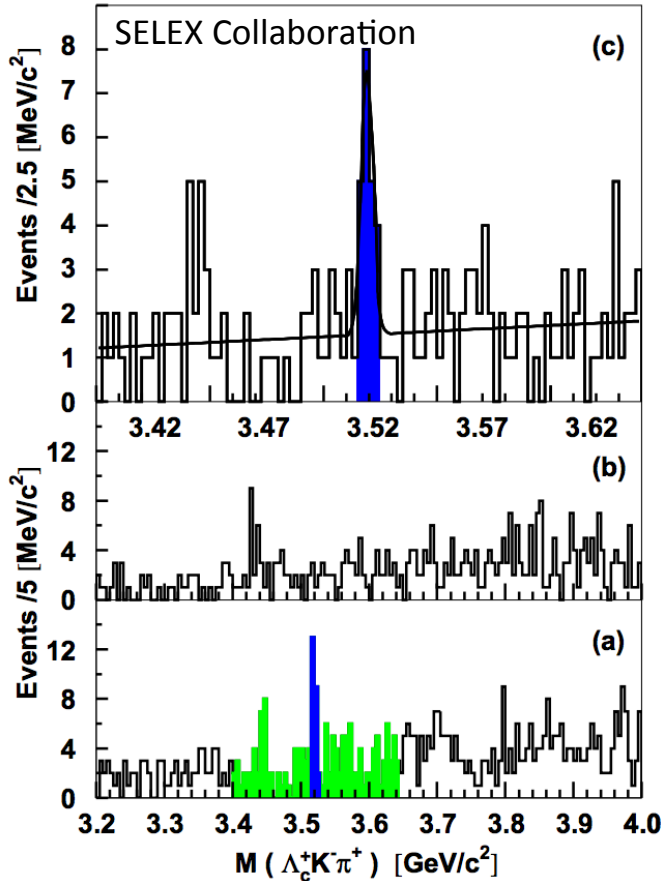 SELEX Collaboration
(c)
Events /2.5 [MeV/c²]
8
7
6
5
4
3
2
1
0
3.42 3.47 3.52 3.57 3.62
(b)
12
8
4
0
Events /5 [MeV/c²]
(a)
12
8
4
0
3.2 3.3 3.4 3.5 3.6 3.7 3.8 3.9 4.0
M ( Λc⁺K⁻π⁺ ) [GeV/c²]